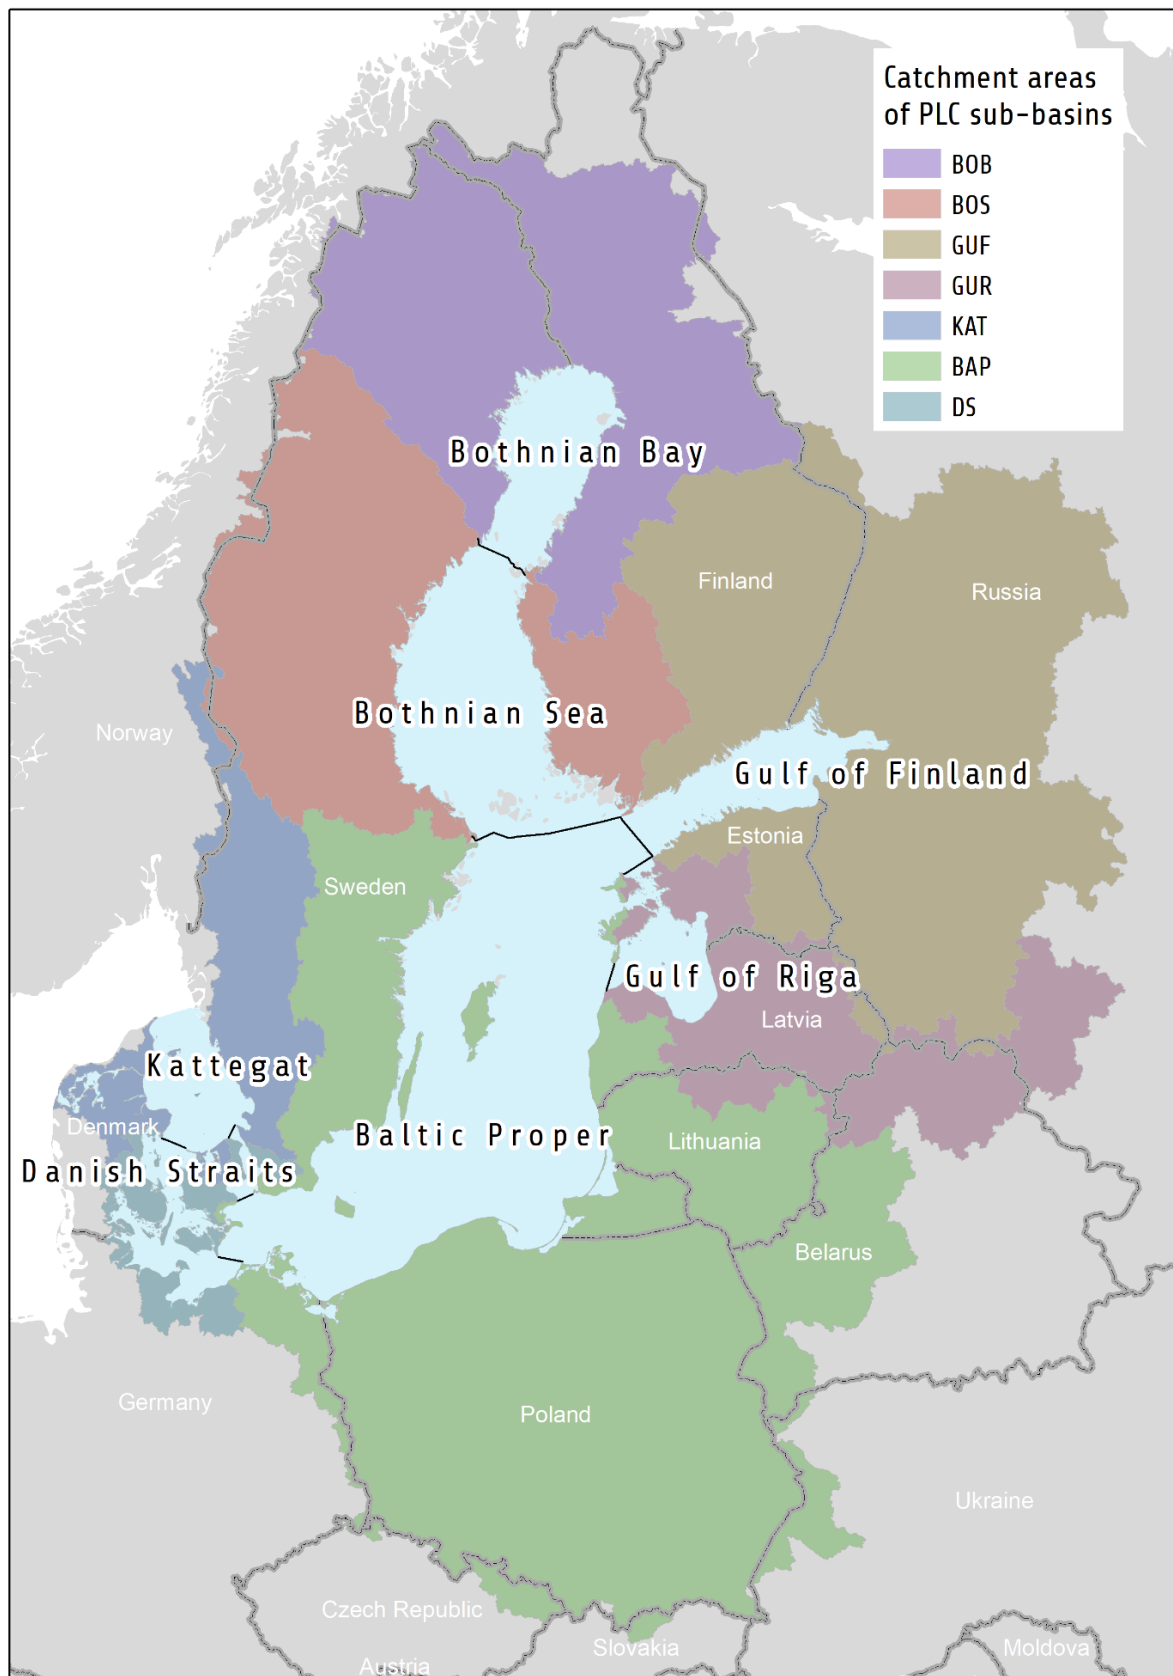 Catchment areas
of PLC sub-basins
BOB
BOS
GUF
GUR
KAT
BAP
DS
Bothnian Bay
Finland
Russia
Bothnian Sea
Norway
Gulf of Finland
Estonia
Sweden
Gulf of Riga
Latvia
Kattegat
Denmark
Baltic Proper
Lithuania
Danish Straits
Belarus
Germany
Poland
Ukraine
Czech Republic
Slovakia
Moldova
Austria